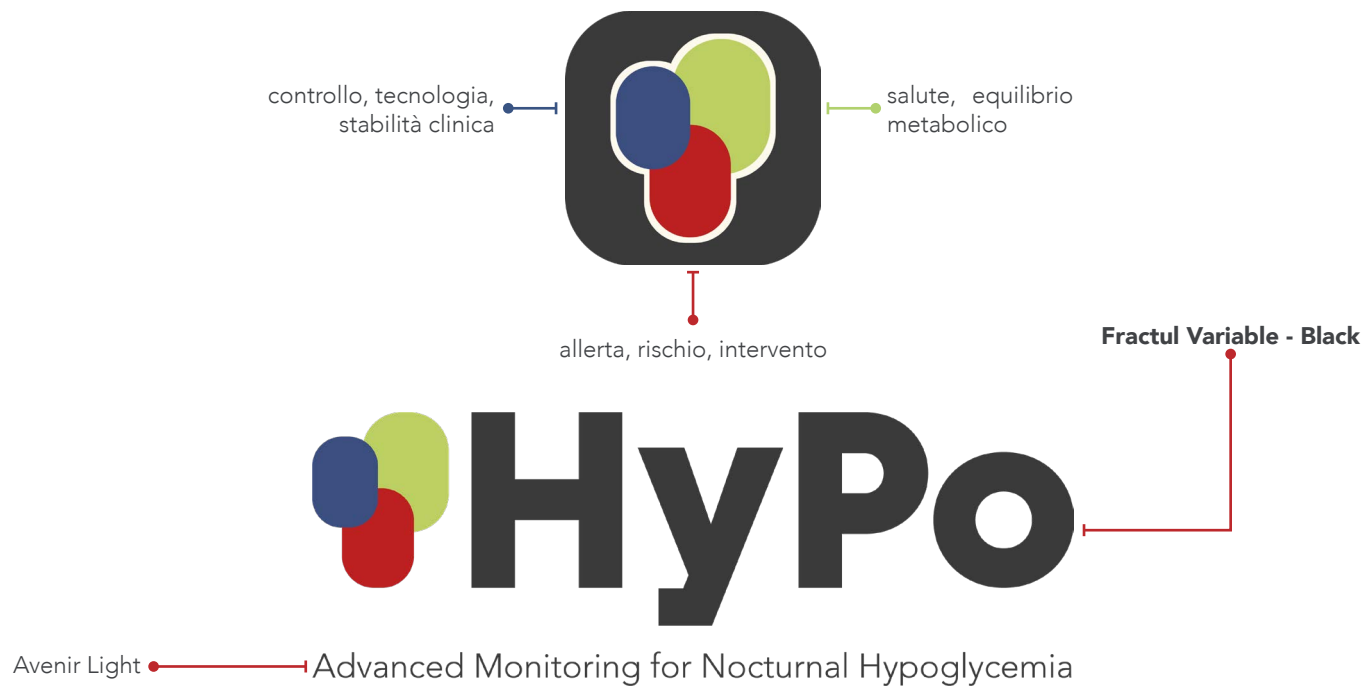 controllo, tecnologia,
stabilità clinica
salute, equilibrio
metabolico
allerta, rischio, intervento
Fractul Variable - Black
HyPo
Avenir Light
Advanced Monitoring for Nocturnal Hypoglycemia